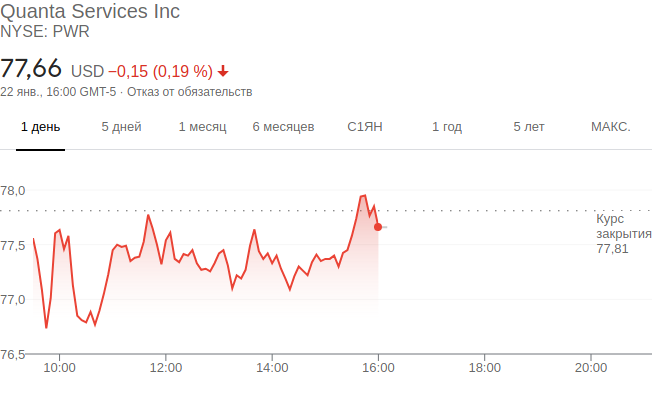 Quanta Services Inc
NYSE: PWR
77,66 USD −0,15 (0,19 %)
22 янв., 16:00 GMT-5 · Отказ от обязательств
1 день 5 дней 1 месяц 6 месяцев С1ЯН 1 год 5 лет МАКС.
78,0
Курс
закрытия
77,81
77,5
77,0
76,5
10:00 12:00 14:00 16:00 18:00 20:00